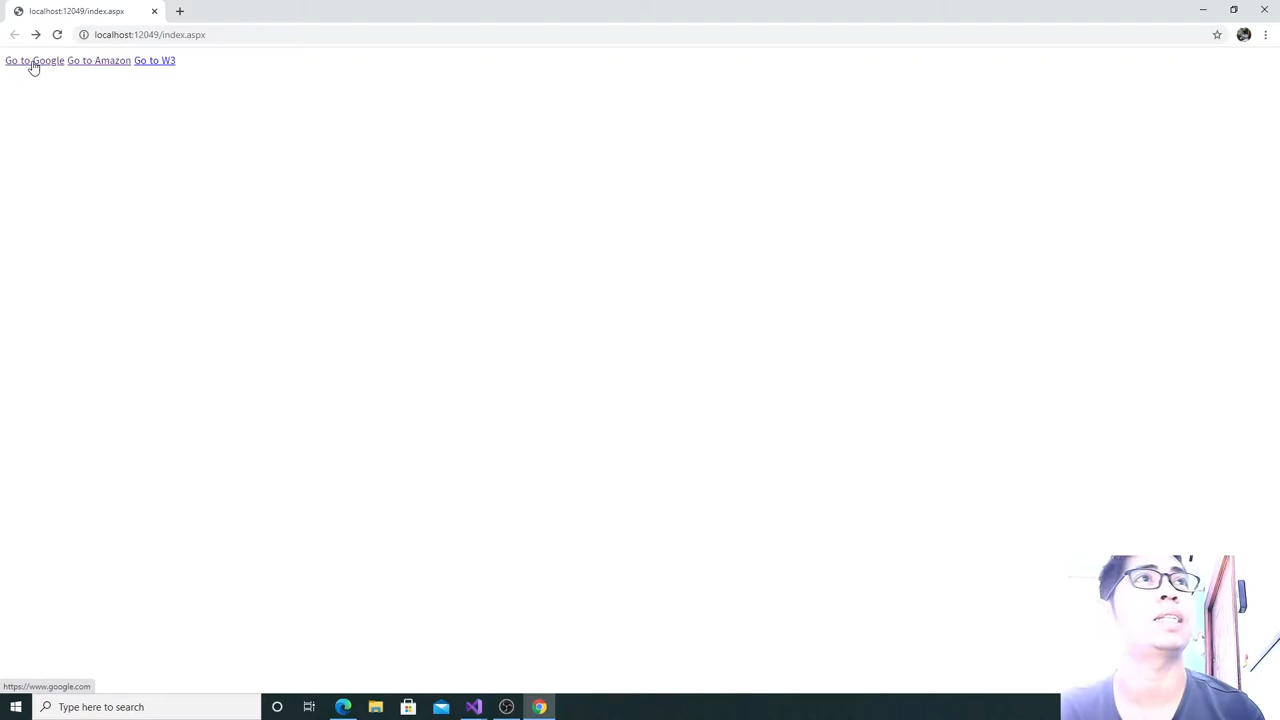 localhost:12049/index.aspx
localhost:12049/index.aspx
Go to Google Go to Amazon Go to W3
https://www.google.com
Type here to search